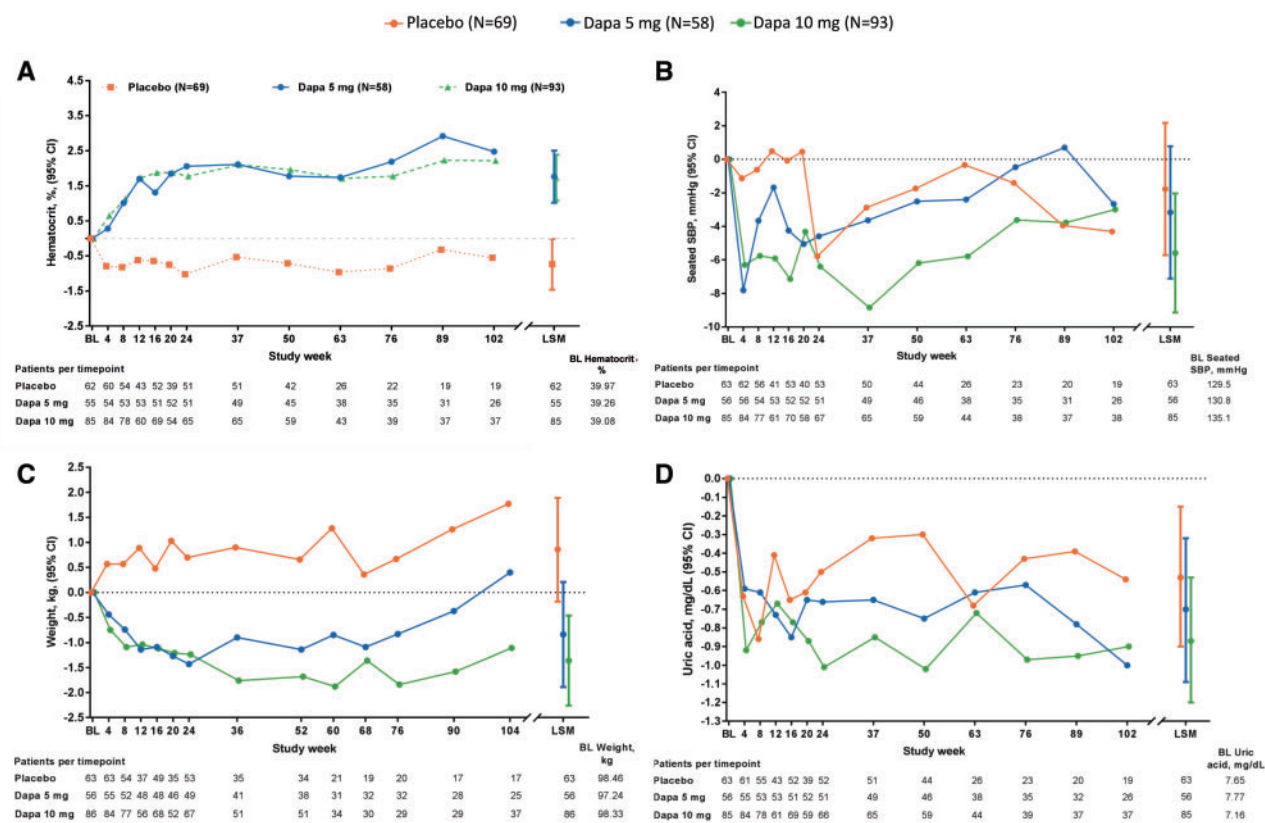 Placebo (N=69) Dapa 5 mg (N=58) Dapa 10 mg (N=93)
A
Placebo (N=69) Dapa 5 mg (N=58) Dapa 10 mg (N=93)
Hematocrit, %, (95% CI)
4.5
3.5
2.5
1.5
0.5
-0.5
-1.5
-2.5
BL 4 8 12 16 20 24 37 50 63 76 89 102 LSM
Study week
BL Hematocrit
%
Patients per timepoint
Placebo 62 60 54 43 52 39 51 51 42 26 22 19 19 62 39.97
Dapa 5 mg 55 54 53 53 51 52 51 49 45 38 35 31 26 55 39.26
Dapa 10 mg 85 84 78 60 69 54 65 65 59 43 39 37 37 85 39.08
B
Seated SBP, mmHg (95% CI)
4
2
0
-2
-4
-6
-8
-10
BL 4 8 12 16 20 24 37 50 63 76 89 102 LSM
Study week
BL Seated
SBP, mmHg
Patients per timepoint
Placebo 63 62 56 41 53 40 53 50 44 26 23 20 19 63 129.5
Dapa 5 mg 56 56 54 53 52 52 51 49 46 38 35 31 26 56 130.8
Dapa 10 mg 85 84 77 61 70 58 67 65 59 44 38 37 38 85 135.1
C
Weight, kg, (95% CI)
2.5
2.0
1.5
1.0
0.5
0.0
-0.5
-1.0
-1.5
-2.0
-2.5
BL 4 8 12 16 20 24 36 52 60 68 76 90 104 LSM
Study week
BL Weight,
kg
Patients per timepoint
Placebo 63 63 54 37 49 35 53 35 34 21 19 20 17 17 63 98.46
Dapa 5 mg 56 55 52 48 48 46 49 41 38 31 32 32 28 25 56 97.24
Dapa 10 mg 86 84 77 56 68 52 67 51 51 34 30 29 29 37 86 98.33
D
Uric acid, mg/dL (95% CI)
0.0
-0.1
-0.2
-0.3
-0.4
-0.5
-0.6
-0.7
-0.8
-0.9
-1.0
-1.1
-1.2
-1.3
BL 4 8 12 16 20 24 37 50 63 76 89 102 LSM
Study week
BL Uric
acid, mg/dL
Patients per timepoint
Placebo 63 61 55 43 52 39 52 51 44 26 23 20 19 63 7.65
Dapa 5 mg 56 55 53 53 51 52 51 49 46 38 35 32 26 56 7.77
Dapa 10 mg 85 84 78 61 69 59 66 65 59 44 39 37 37 85 7.16